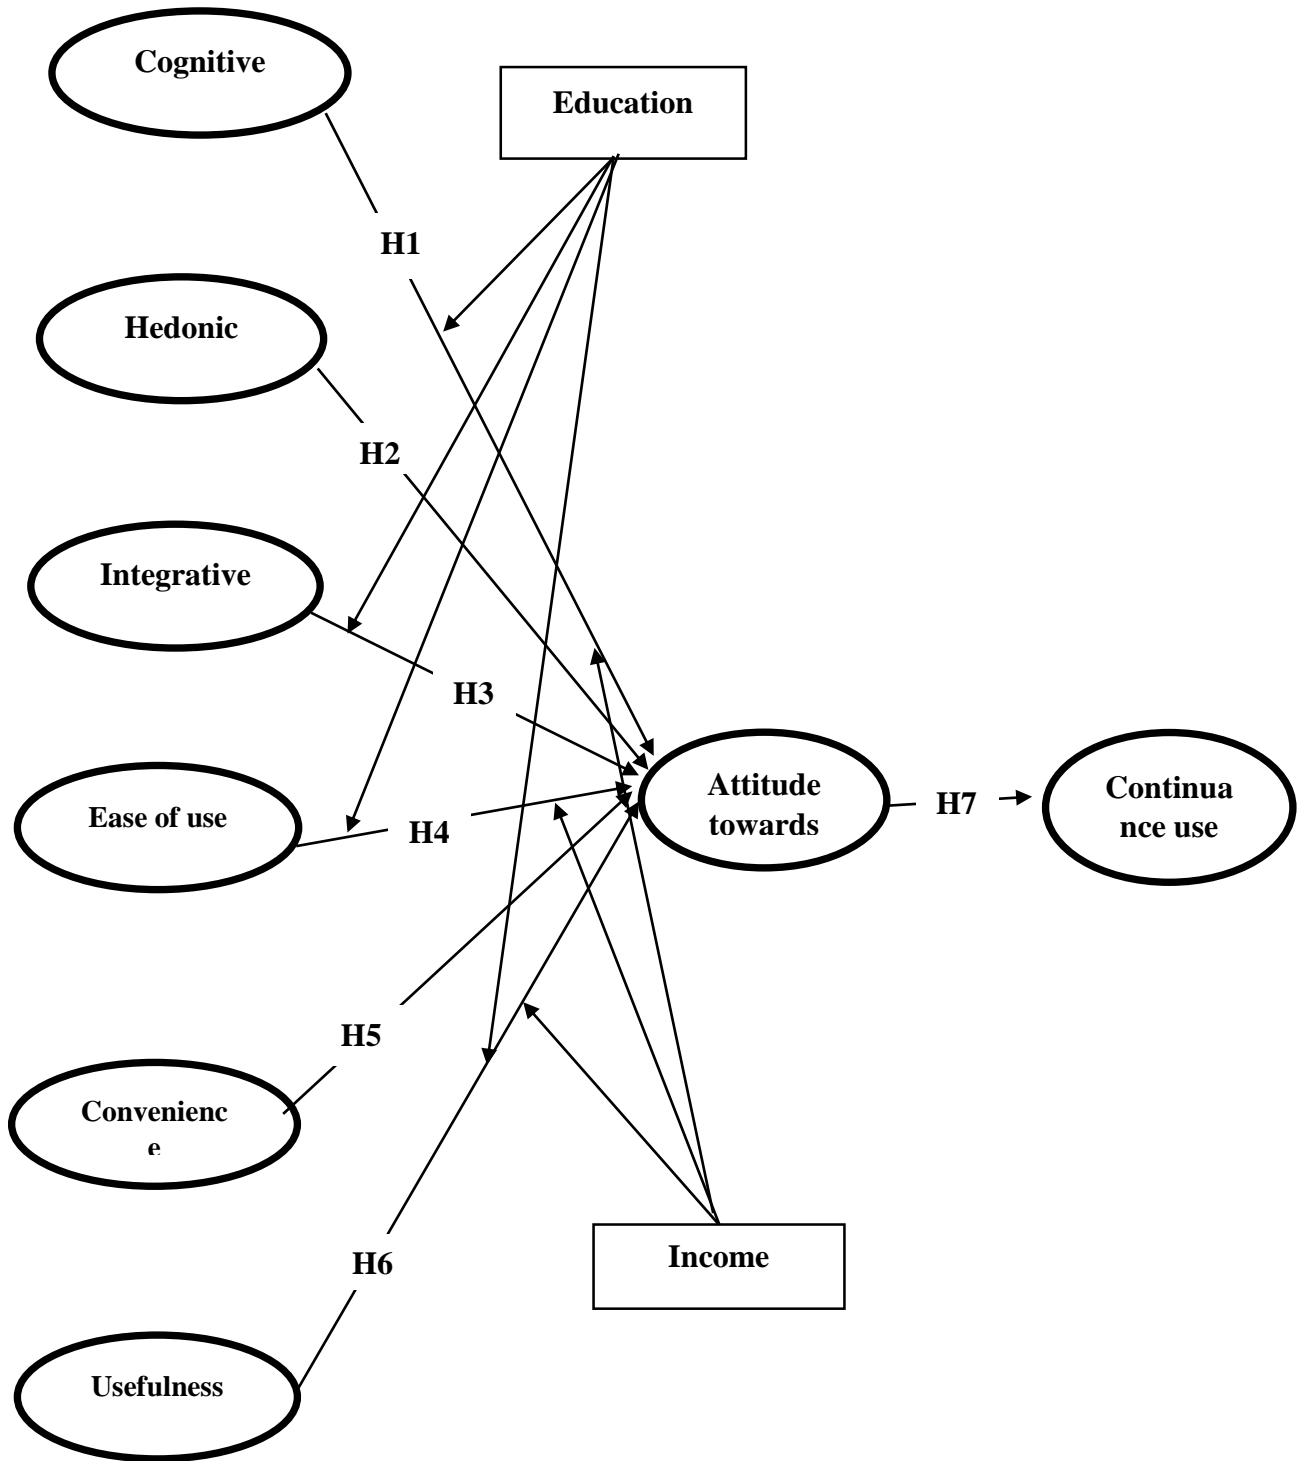 Cognitive
Education
H1
Hedonic
H2
Integrative
H3
Ease of use
H4
Attitude
towards
H7
Continua
nce use
H5
Convenienc
e
H6
Income
Usefulness